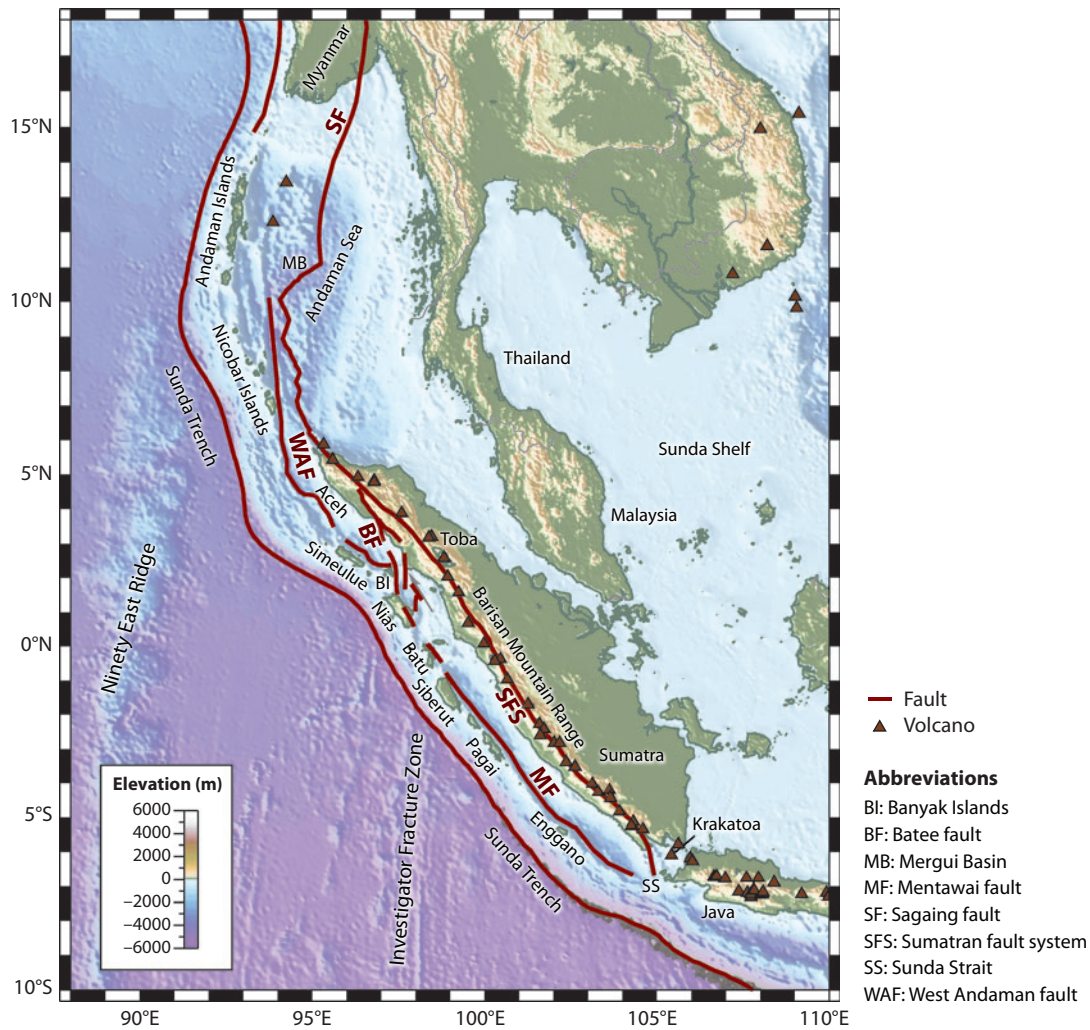 Myanmar
SF
15°N
Andaman Islands
MB
Andaman Sea
10°N
Nicobar Islands
Thailand
Sunda Trench
WAF
Sunda Shelf
5°N
Aceh
Malaysia
BF
Toba
Simeulue
BI
Ninety East Ridge
Nias
Barisan Mountain Range
0°N
Batu
Siberut
SFS
Pagai
Sumatra
MF
Investigator Fracture Zone
Enggano
Krakatoa
5°S
Sunda Trench
SS
Java
10°S
90°E
95°E
100°E
105°E
110°E
Elevation (m)
6000
4000
2000
0
−2000
−4000
−6000
Fault
Volcano
Abbreviations
BI: Banyak Islands
BF: Batee fault
MB: Mergui Basin
MF: Mentawai fault
SF: Sagaing fault
SFS: Sumatran fault system
SS: Sunda Strait
WAF: West Andaman fault